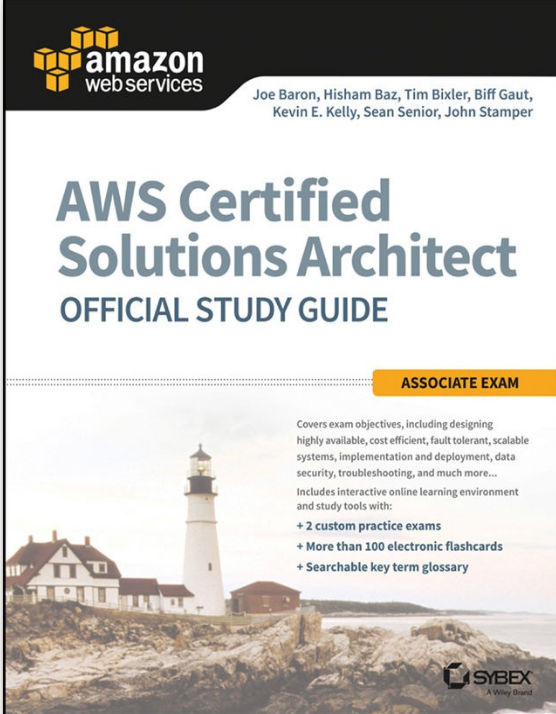 amazon
web services
Joe Baron, Hisham Baz, Tim Bixler, Biff Gaut,
Kevin E. Kelly, Sean Senior, John Stamper
AWS Certified
Solutions Architect
OFFICIAL STUDY GUIDE
ASSOCIATE EXAM
Covers exam objectives, including designing
highly available, cost efficient, fault tolerant, scalable
systems, implementation and deployment, data
security, troubleshooting, and much more...
Includes interactive online learning environment
and study tools with:
+ 2 custom practice exams
+ More than 100 electronic flashcards
+ Searchable key term glossary
SYBEX
A Wiley Brand